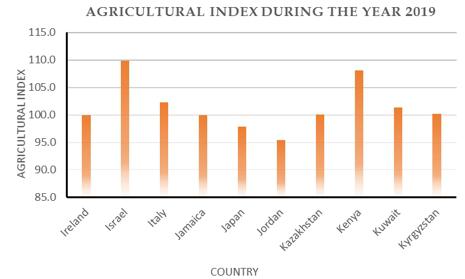 AGRICULTURAL INDEX DURING THE YEAR 2019
AGRICULTURAL INDEX
115.0
110.0
105.0
100.0
95.0
90.0
85.0
Ireland
Israel
Italy
Jamaica
Japan
Jordan
Kazakhstan
Kenya
Kuwait
Kyrgyzstan
COUNTRY